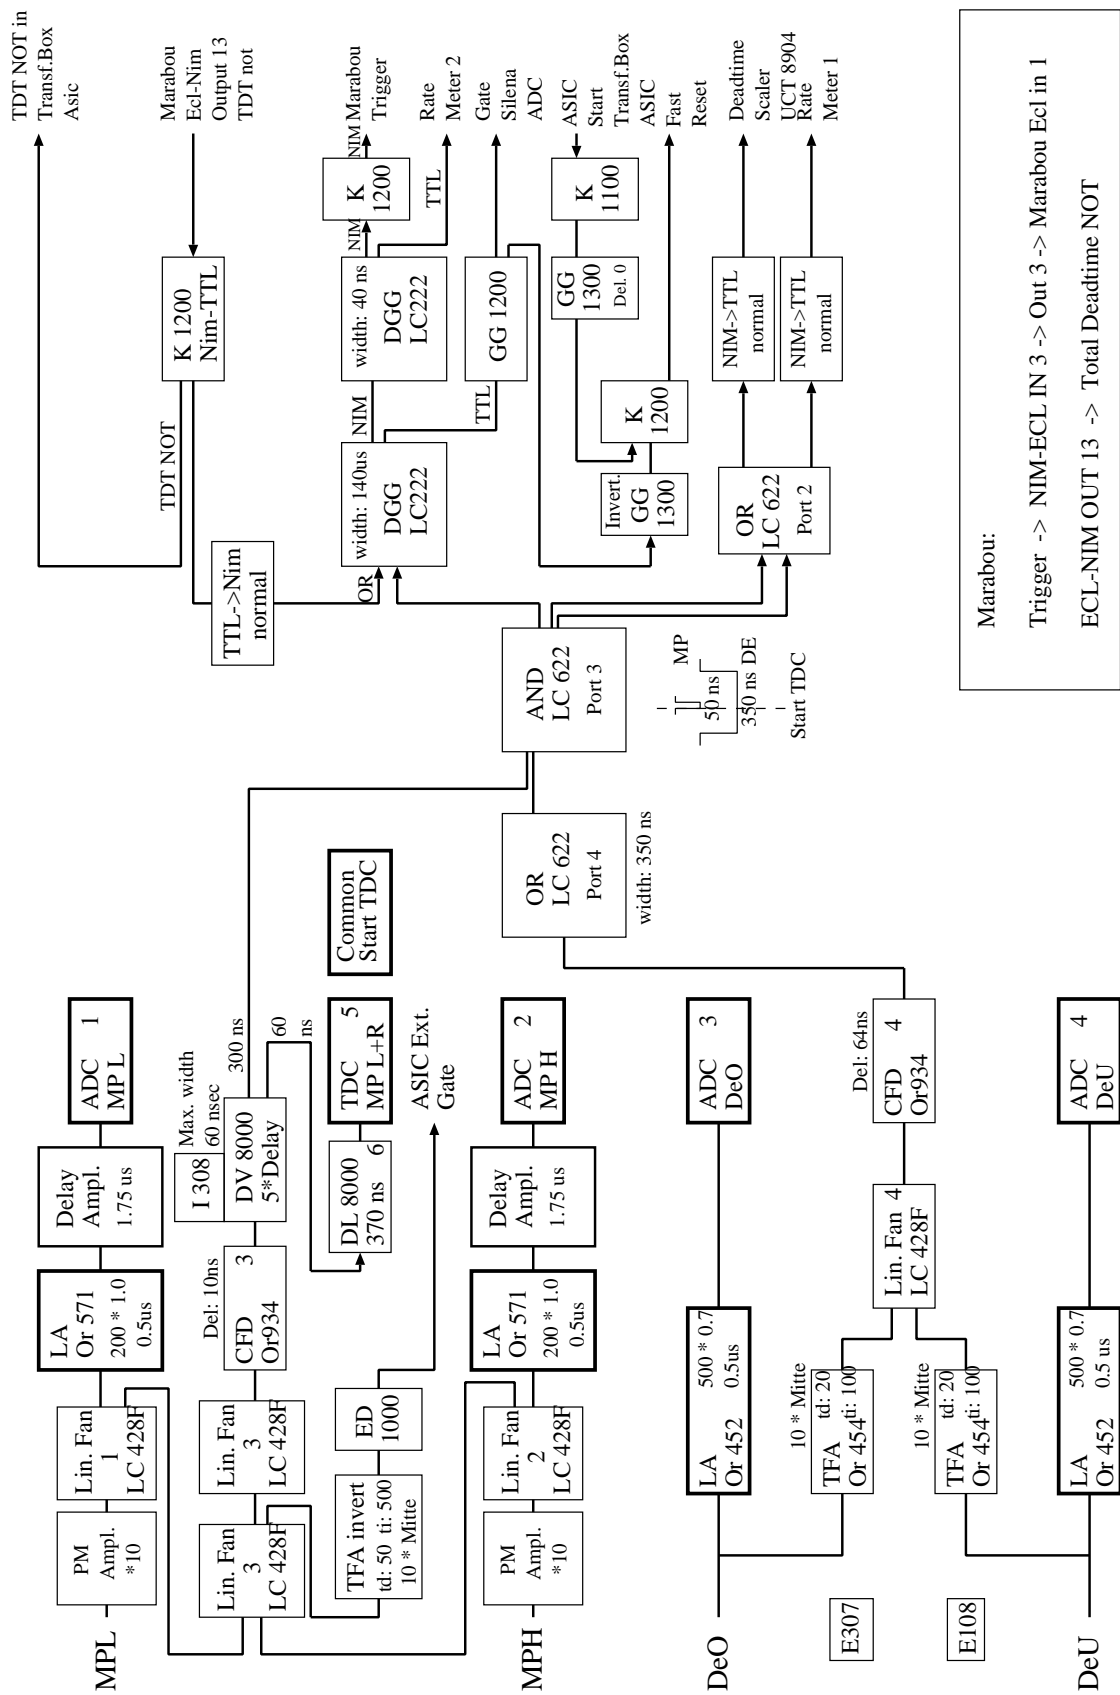 MPL
PM
Ampl.
*10
Lin. Fan
1
LC 428F
LA
Or 571
200 * 1.0
0.5us
Delay
Ampl.
1.75 us
ADC 1
MP L
Lin. Fan
3
LC 428F
Lin. Fan
3
LC 428F
Del: 10ns
CFD 3
Or934
I 308
Max. width
60 nsec
DV 8000
5*Delay
300 ns
60
ns
TFA invert
td: 50 ti: 500
10 * Mitte
ED
1000
DL 8000
370 ns 6
TDC 5
MP L+R
Common
Start TDC
ASIC Ext.
Gate
MPH
PM
Ampl.
*10
Lin. Fan
2
LC 428F
LA
Or 571
200 * 1.0
0.5us
Delay
Ampl.
1.75 us
ADC 2
MP H
DeO
LA 500 * 0.7
Or 452 0.5us
ADC 3
DeO
E307
10 * Mitte
TFA td: 20
Or 454 ti: 100
Lin. Fan 4
LC 428F
Del: 64ns
CFD 4
Or934
E108
10 * Mitte
TFA td: 20
Or 454 ti: 100
DeU
LA 500 * 0.7
Or 452 0.5 us
ADC 4
DeU
OR
LC 622
Port 4
width: 350 ns
AND
LC 622
Port 3
MP
50 ns
350 ns DE
Start TDC
TDT NOT in
Transf.Box
Asic
Marabou
Ecl-Nim
Output 13
TDT not
K 1200
Nim-TTL
TDT NOT
TTL->Nim
normal
OR
width: 140us
DGG
LC222
NIM
TTL
width: 40 ns
DGG
LC222
NIM
K
1200
NIM
Marabou
Trigger
TTL
Rate
Meter 2
GG 1200
Gate
Silena
ADC
ASIC
Start
Transf.Box
K
1100
GG
1300
Del. 0
ASIC
Fast
Reset
Invert.
GG
1300
K
1200
OR
LC 622
Port 2
NIM->TTL
normal
NIM->TTL
normal
Deadtime
Scaler
UCT 8904
Rate
Meter 1
Marabou:
Trigger -> NIM-ECL IN 3 -> Out 3 -> Marabou Ecl in 1
ECL-NIM OUT 13 -> Total Deadtime NOT